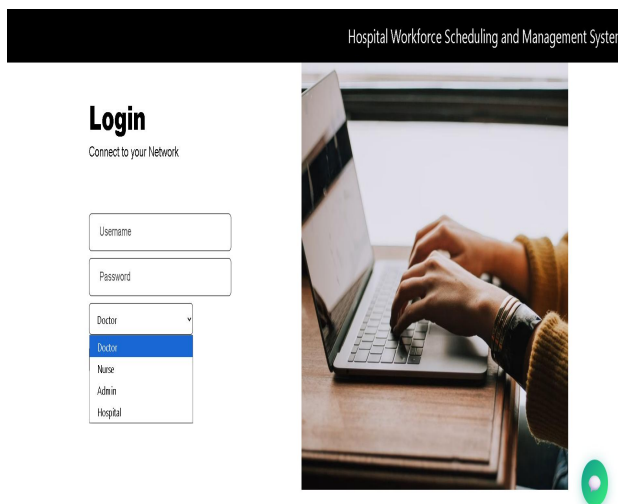 Hospital Workforce Scheduling and Management Syster
Login
Connect to your Network
Username
Password
Doctor
Doctor
Nurse
Admin
Hospital